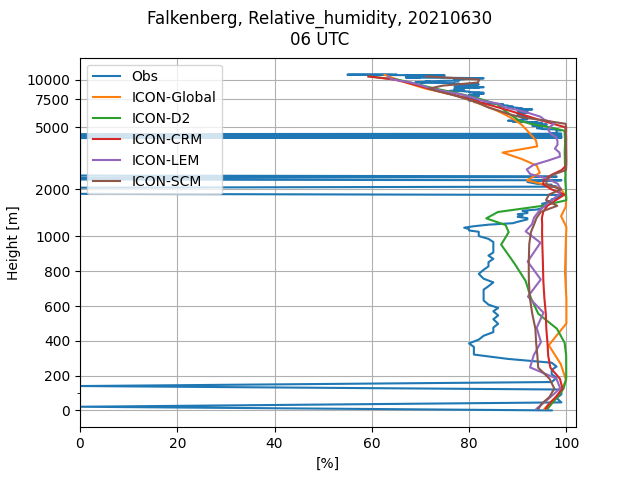 Falkenberg, Relative_humidity, 20210630
06 UTC
Obs
ICON-Global
ICON-D2
ICON-CRM
ICON-LEM
ICON-SCM
10000
7500
5000
2000
1000
800
600
400
200
0
Height [m]
0 20 40 60 80 100
[%]